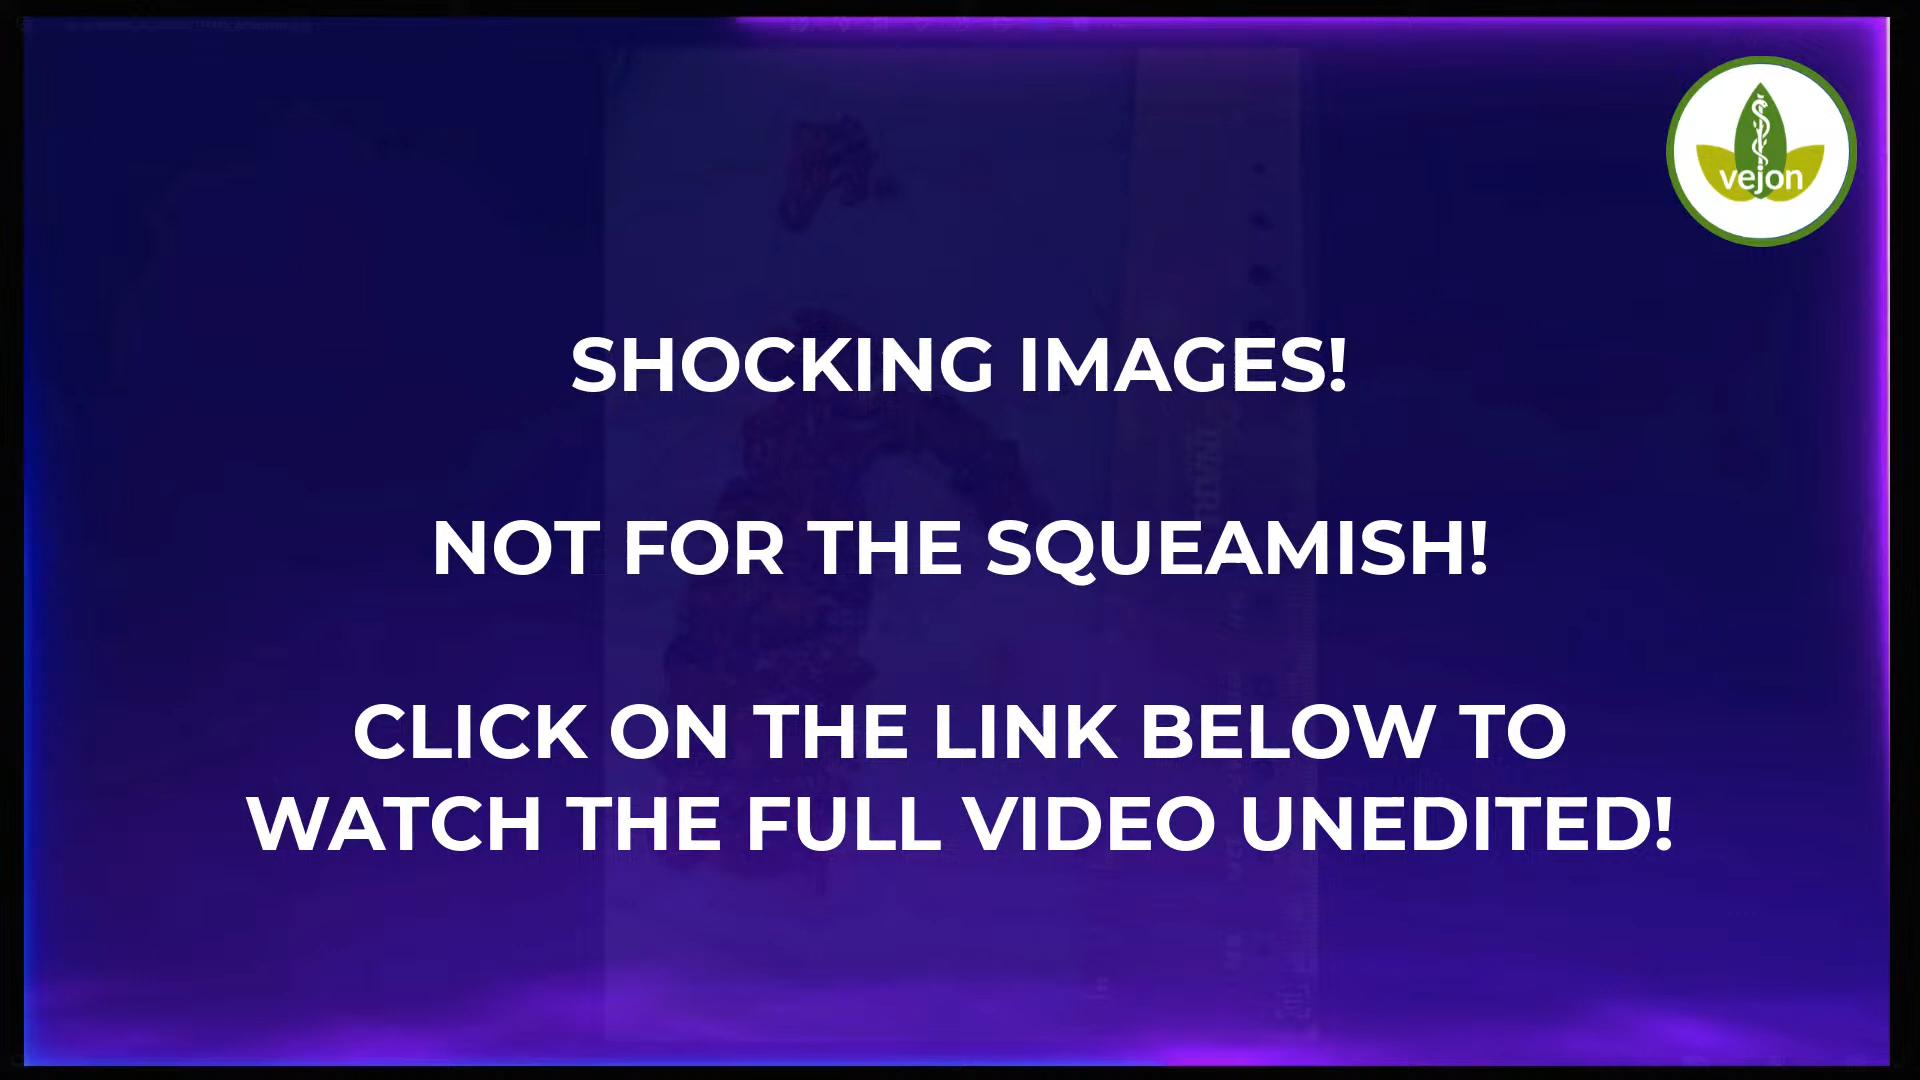 vejon
SHOCKING IMAGES!
NOT FOR THE SQUEAMISH!
CLICK ON THE LINK BELOW TO
WATCH THE FULL VIDEO UNEDITED!